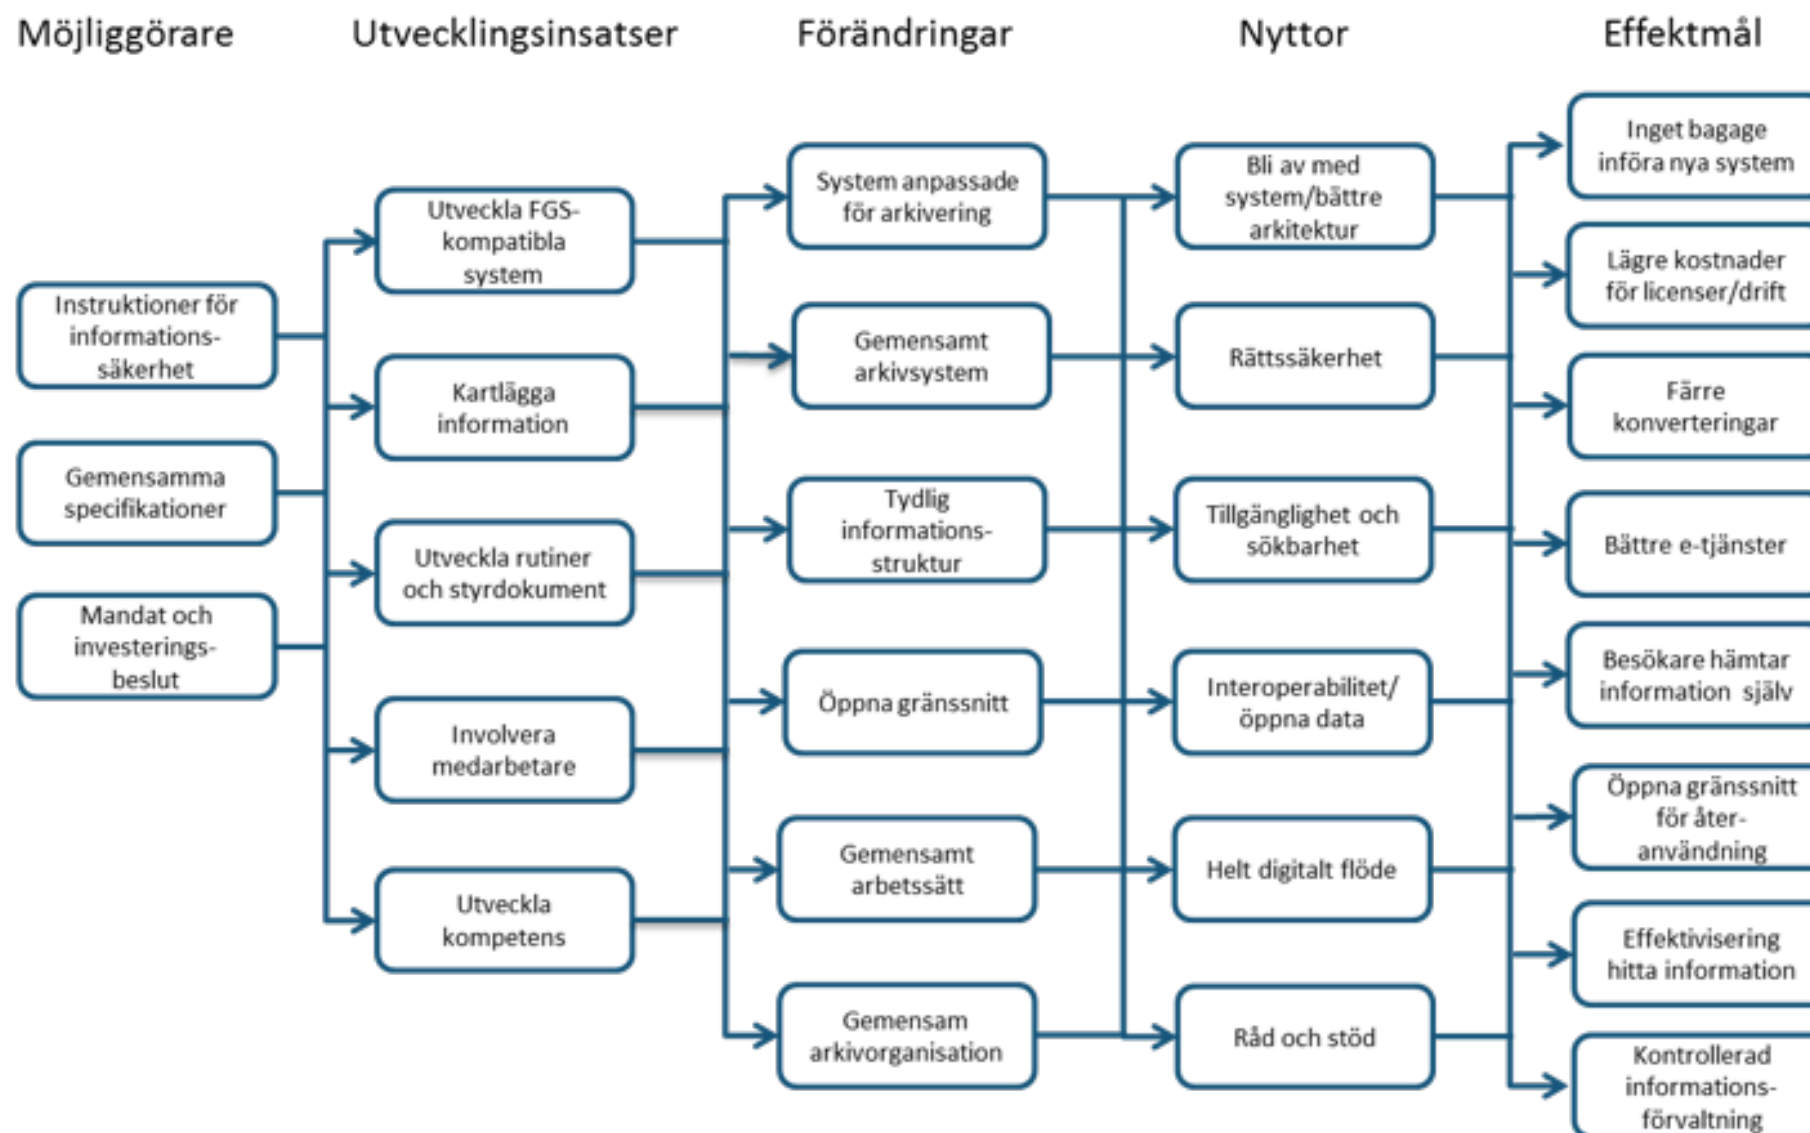 Möjliggörare
Utvecklingsinsatser
Förändringar
Nyttor
Effektmål
Instruktioner för
informations-
säkerhet
Gemensamma
specifikationer
Mandat och
investerings-
beslut
Utveckla FGS-
kompatibla
system
Kartlägga
information
Utveckla rutiner
och styrdokument
Involvera
medarbetare
Utveckla
kompetens
System anpassade
för arkivering
Gemensamt
arkivsystem
Tydlig
informations-
struktur
Öppna gränssnitt
Gemensamt
arbetssätt
Gemensam
arkivorganisation
Bli av med
system/bättre
arkitektur
Rättssäkerhet
Tillgänglighet och
sökbarhet
Interoperabilitet/
öppna data
Helt digitalt flöde
Råd och stöd
Inget bagage
införa nya system
Lägre kostnader
för licenser/drift
Färre
konverteringar
Bättre e-tjänster
Besökare hämtar
information själv
Öppna gränssnitt
för åter-
användning
Effektivisering
hitta information
Kontrollerad
informations-
förvaltning